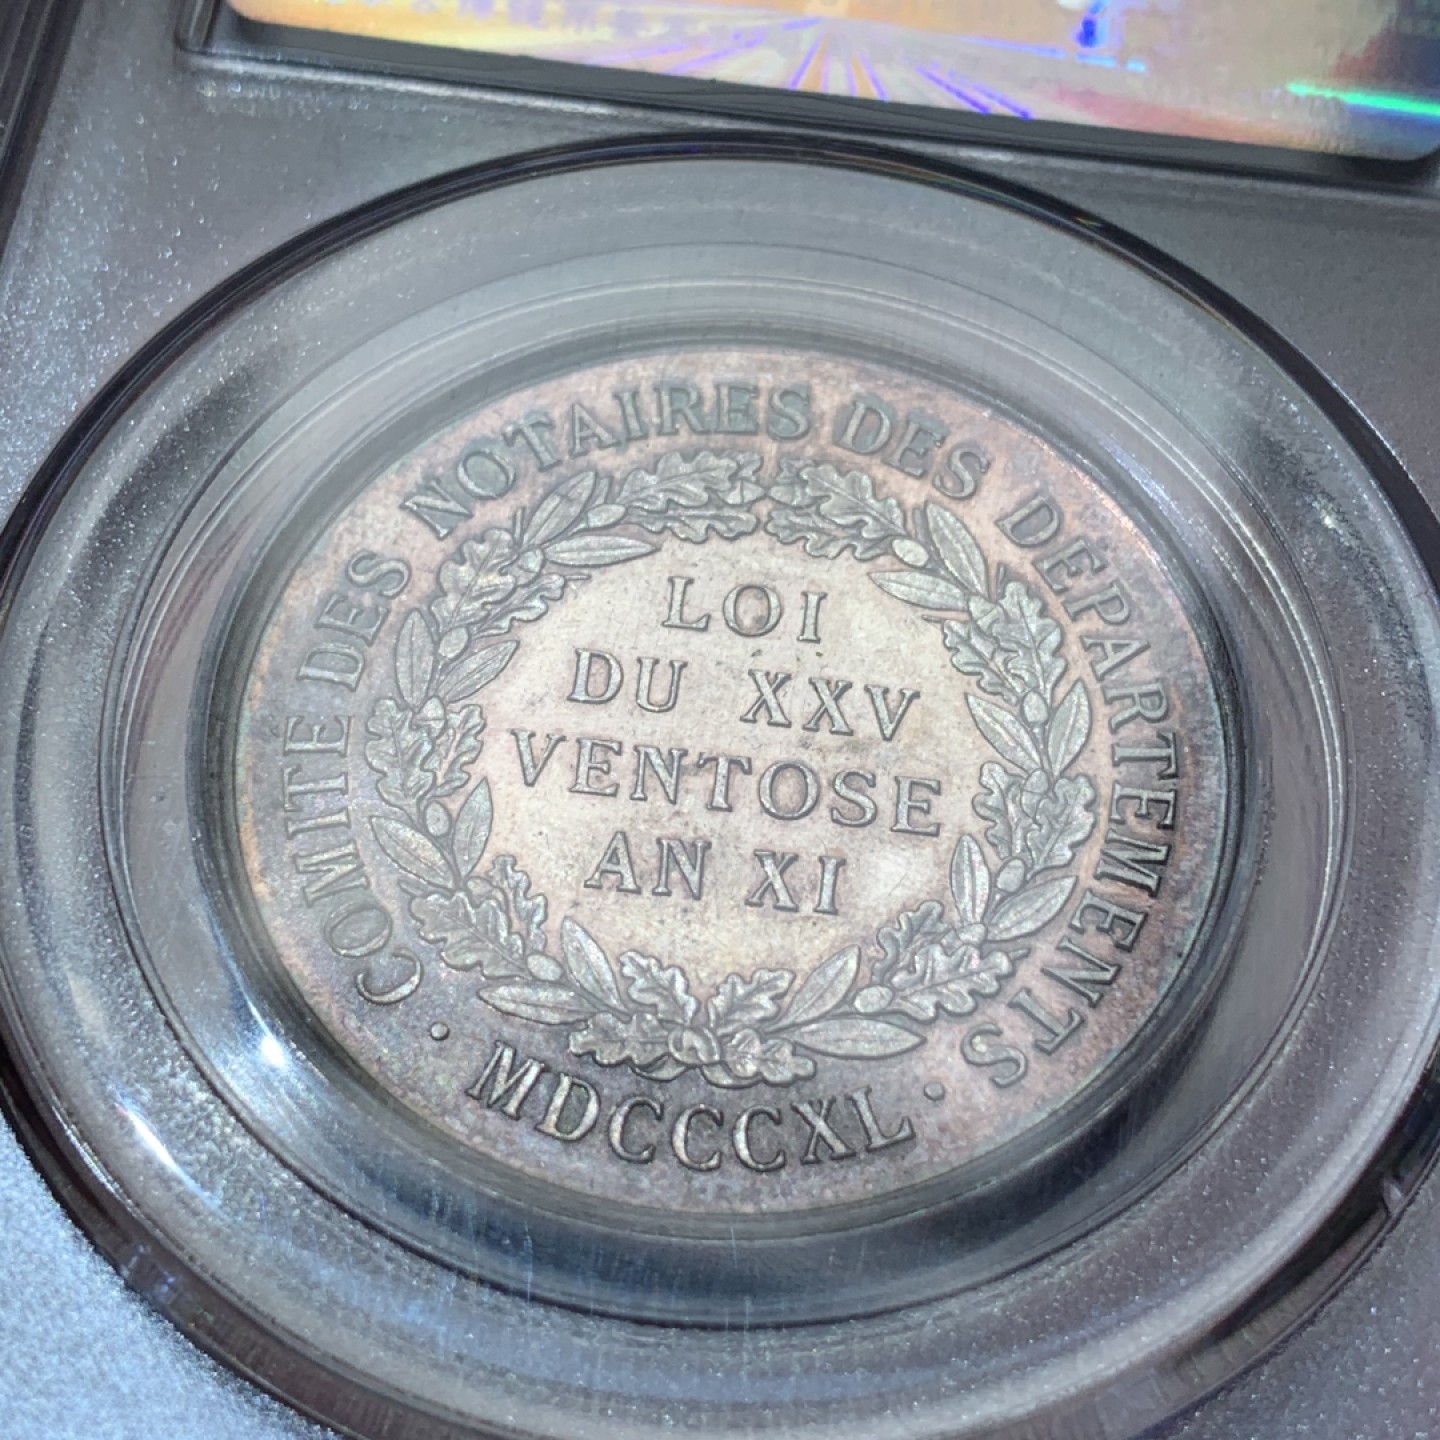 COMITE DES NOTAIRES DES DEPARTEMENTS
LOI
DU XXV
VENTOSE
AN XI
• MDCCCXL •